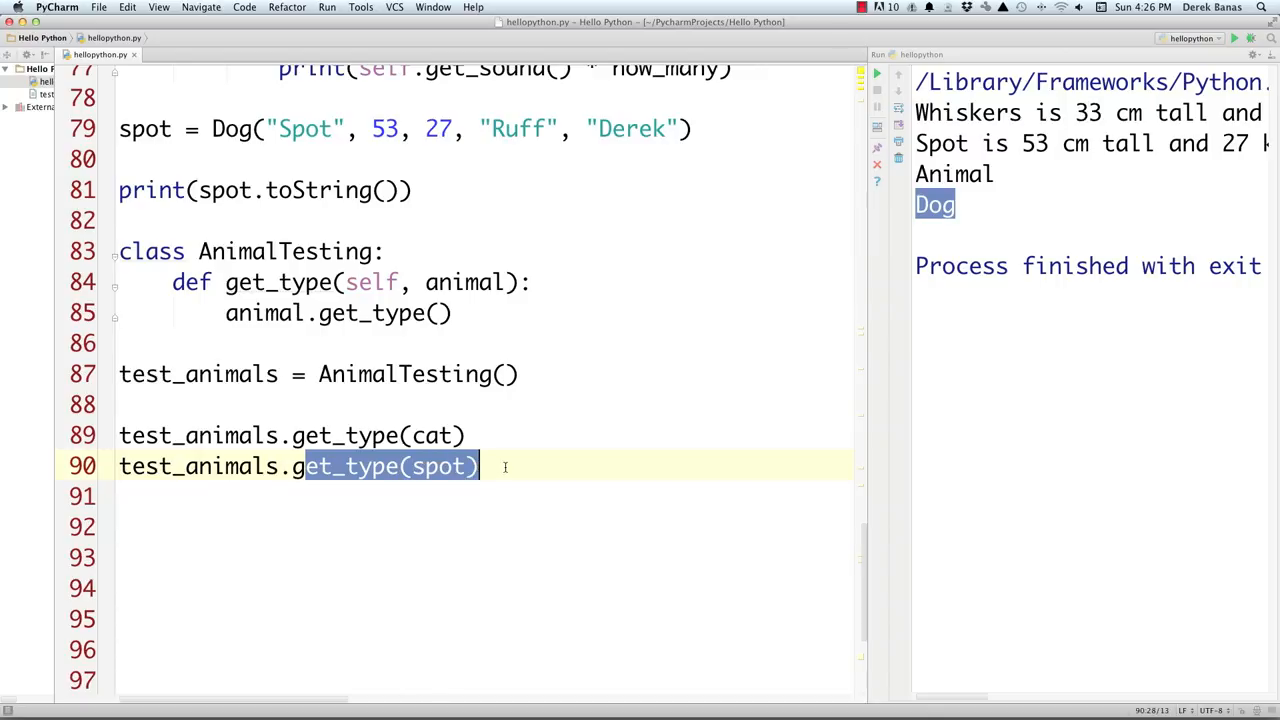 PyCharm File Edit View Navigate Code Refactor Run Tools VCS Window Help 10 Sun 4:26 PM Derek Banas
hellopython.py - Hello Python - [~/PycharmProjects/Hello Python]
Hello Python hellopython.py hellopython
hellopython.py Run hellopython
Hello P
hell
test
Extern
77 print(self.get_sound() * how_many)
78
79 spot = Dog("Spot", 53, 27, "Ruff", "Derek")
80
81 print(spot.toString())
82
83 class AnimalTesting:
84 def get_type(self, animal):
85 animal.get_type()
86
87 test_animals = AnimalTesting()
88
89 test_animals.get_type(cat)
90 test_animals.get_type(spot)
91
92
93
94
95
96
97
/Library/Frameworks/Python.
Whiskers is 33 cm tall and
Spot is 53 cm tall and 27 k
Animal
Dog
Process finished with exit
90:28/13 LF UTF-8